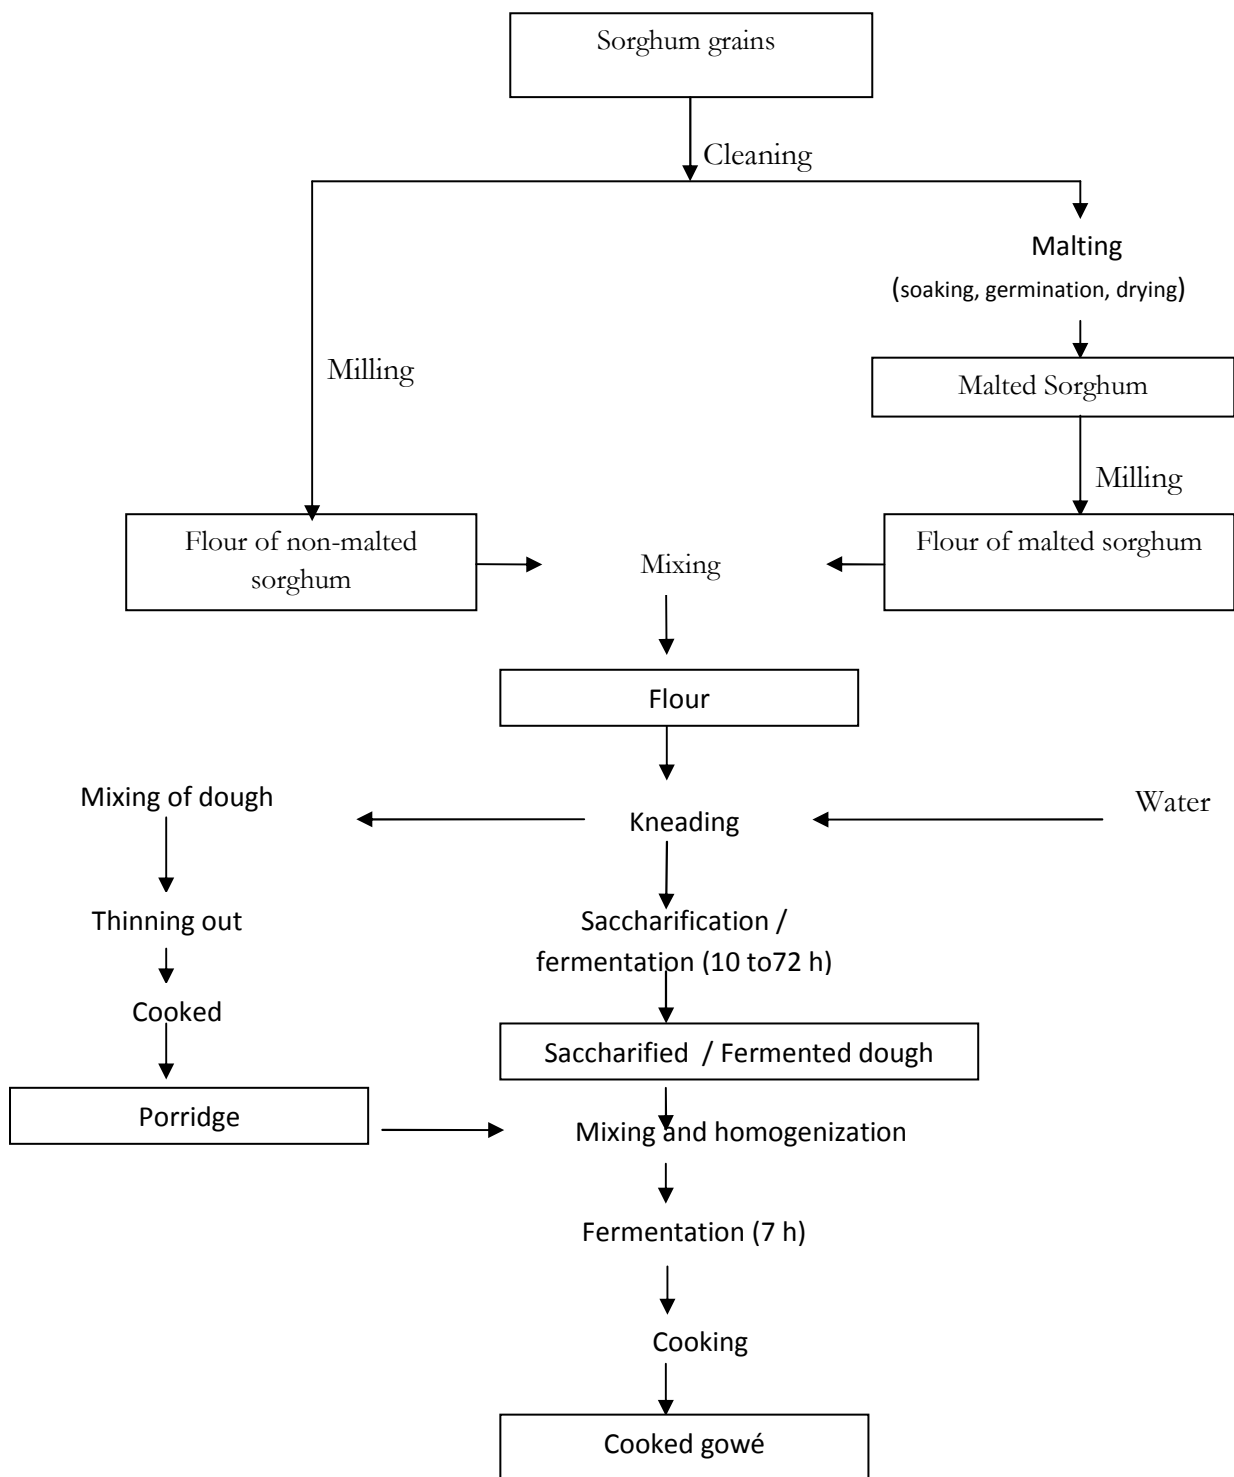 Sorghum grains
Cleaning
Malting
(soaking, germination, drying)
Milling
Malted Sorghum
Milling
Flour of non-malted
sorghum
Mixing
Flour of malted sorghum
Flour
Mixing of dough
Kneading
Water
Thinning out
Saccharification /
fermentation (10 to72 h)
Cooked
Saccharified / Fermented dough
Porridge
Mixing and homogenization
Fermentation (7 h)
Cooking
Cooked gowé